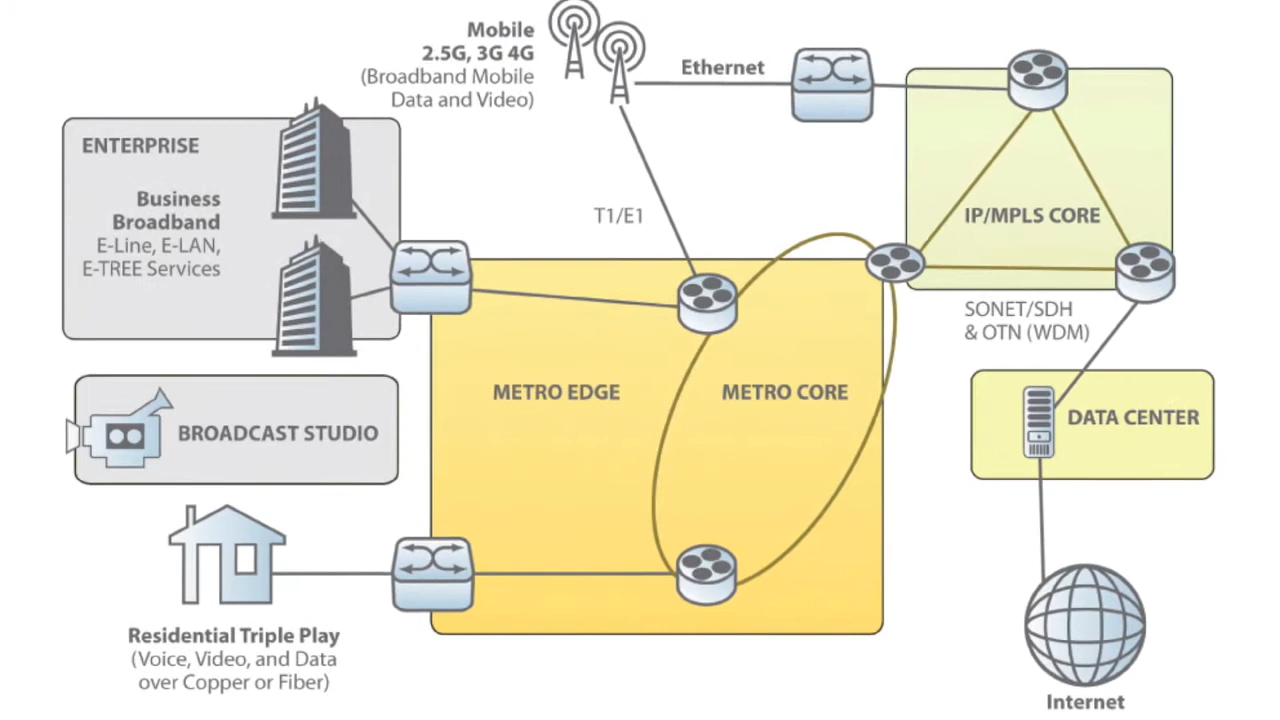 Mobile
2.5G, 3G 4G
(Broadband Mobile
Data and Video)
Ethernet
ENTERPRISE
Business
Broadband
E-Line, E-LAN,
E-TREE Services
T1/E1
IP/MPLS CORE
SONET/SDH
& OTN (WDM)
METRO EDGE
METRO CORE
BROADCAST STUDIO
DATA CENTER
Residential Triple Play
(Voice, Video, and Data
over Copper or Fiber)
Internet